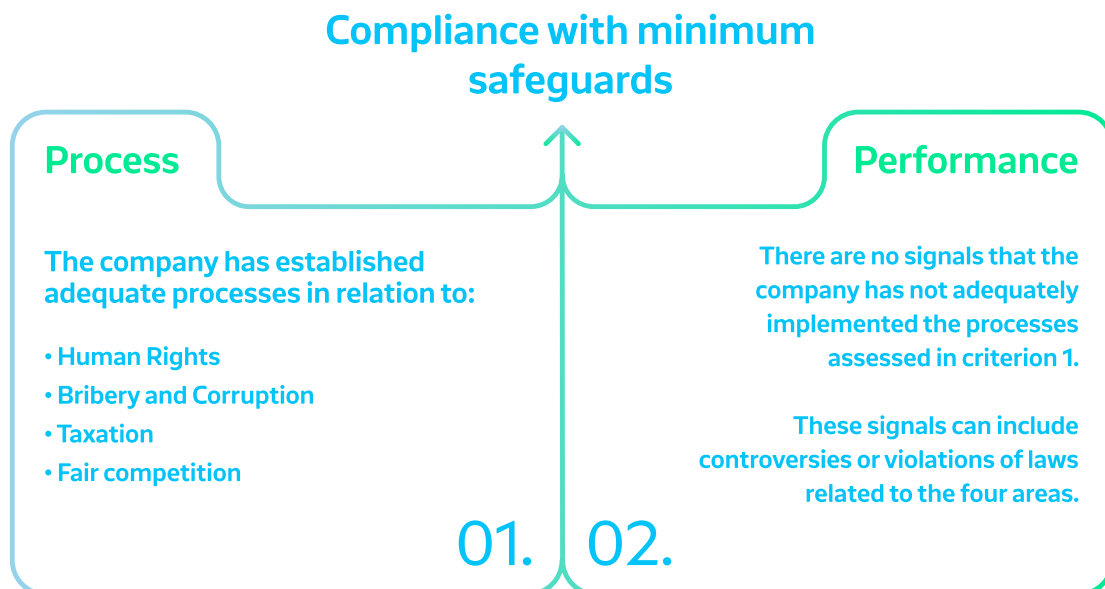 Compliance with minimum
safeguards
Process
The company has established
adequate processes in relation to:
• Human Rights
• Bribery and Corruption
• Taxation
• Fair competition
01.
Performance
There are no signals that the
company has not adequately
implemented the processes
assessed in criterion 1.
These signals can include
controversies or violations of laws
related to the four areas.
02.